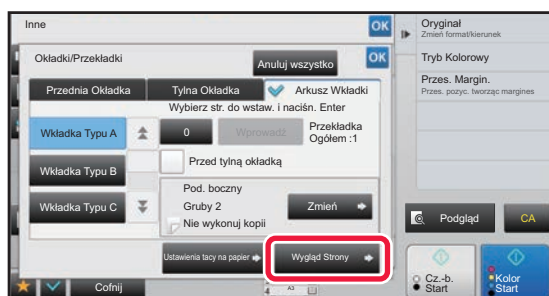 Inne
OK
Okładki/Przekładki
Anuluj wszystko
OK
Przednia Okładka
Tylna Okładka
Arkusz Wkładki
Wybierz str. do wstaw. i naciśn. Enter
Wkładka Typu A
0
Wprowadź
Przekładka
Ogółem :1
Wkładka Typu B
Przed tylną okładką
Wkładka Typu C
Pod. boczny
Gruby 2
Nie wykonuj kopii
Zmień
Ustawienia tacy na papier
Wygląd Strony
Cofnij
A3
Oryginał
Zmień format/kierunek
Tryb Kolorowy
Przes. Margin.
Przes. pozyc. tworząc margines
Podgląd
CA
Cz.-b.
Start
Kolor
Start